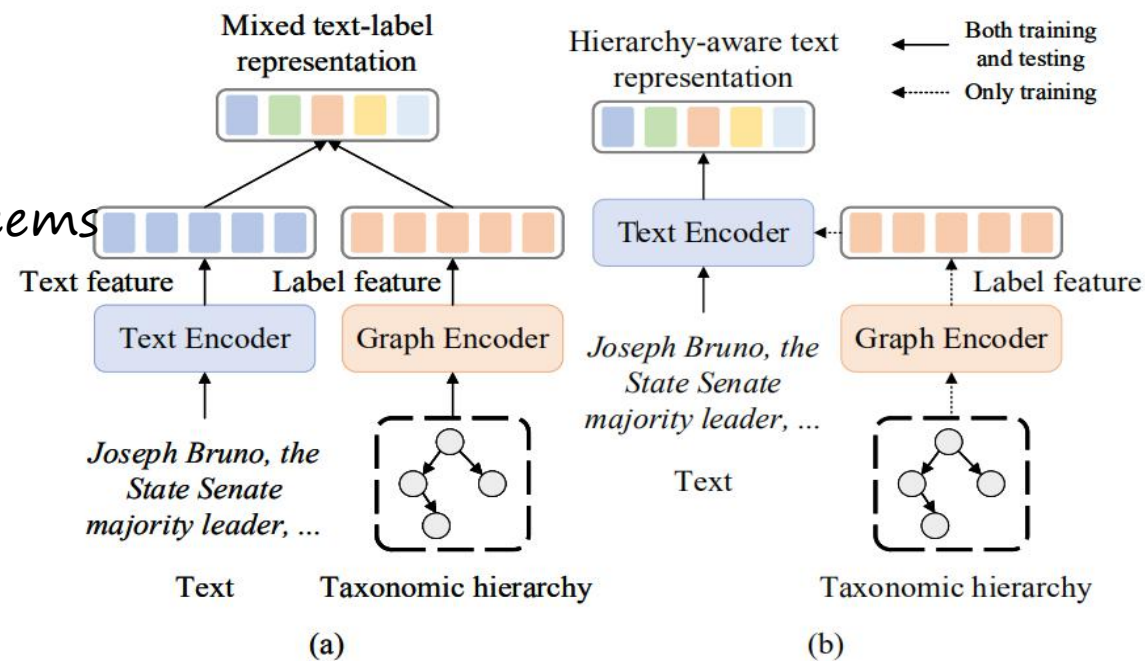 Mixed text-label
representation
Text feature
Label feature
Text Encoder
Graph Encoder
Joseph Bruno, the
State Senate
majority leader, ...
Text
Taxonomic hierarchy
(a)
Hierarchy-aware text
representation
Both training
and testing
Only training
Text Encoder
Label feature
Graph Encoder
Joseph Bruno, the
State Senate
majority leader, ...
Text
Taxonomic hierarchy
(b)